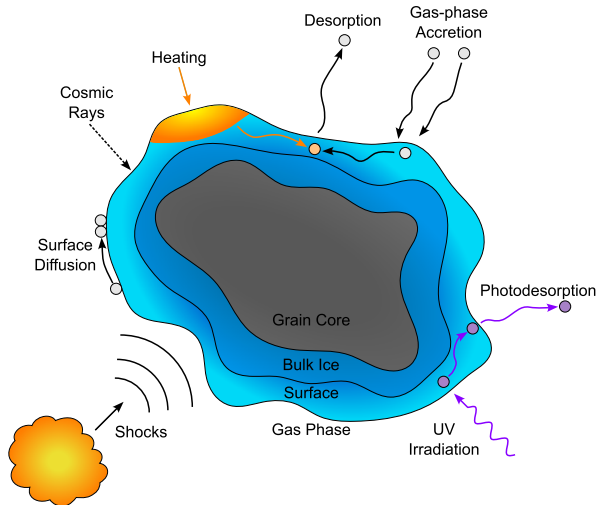 Desorption
Gas-phase
Accretion
Heating
Cosmic
Rays
Surface
Diffusion
Photodesorption
Grain Core
Bulk Ice
Surface
Gas Phase
UV
Irradiation
Shocks